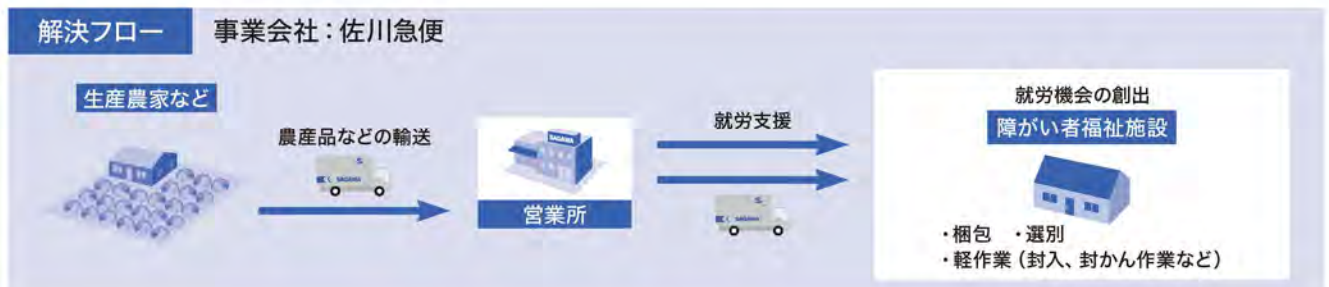 解決フロー
事業会社：佐川急便
生産農家など
農産品などの輸送
SAGAWA
SAGAWA
営業所
就労支援
SAGAWA
就労機会の創出
障がい者福祉施設
・梱包　・選別
・軽作業（封入、封かん作業など）